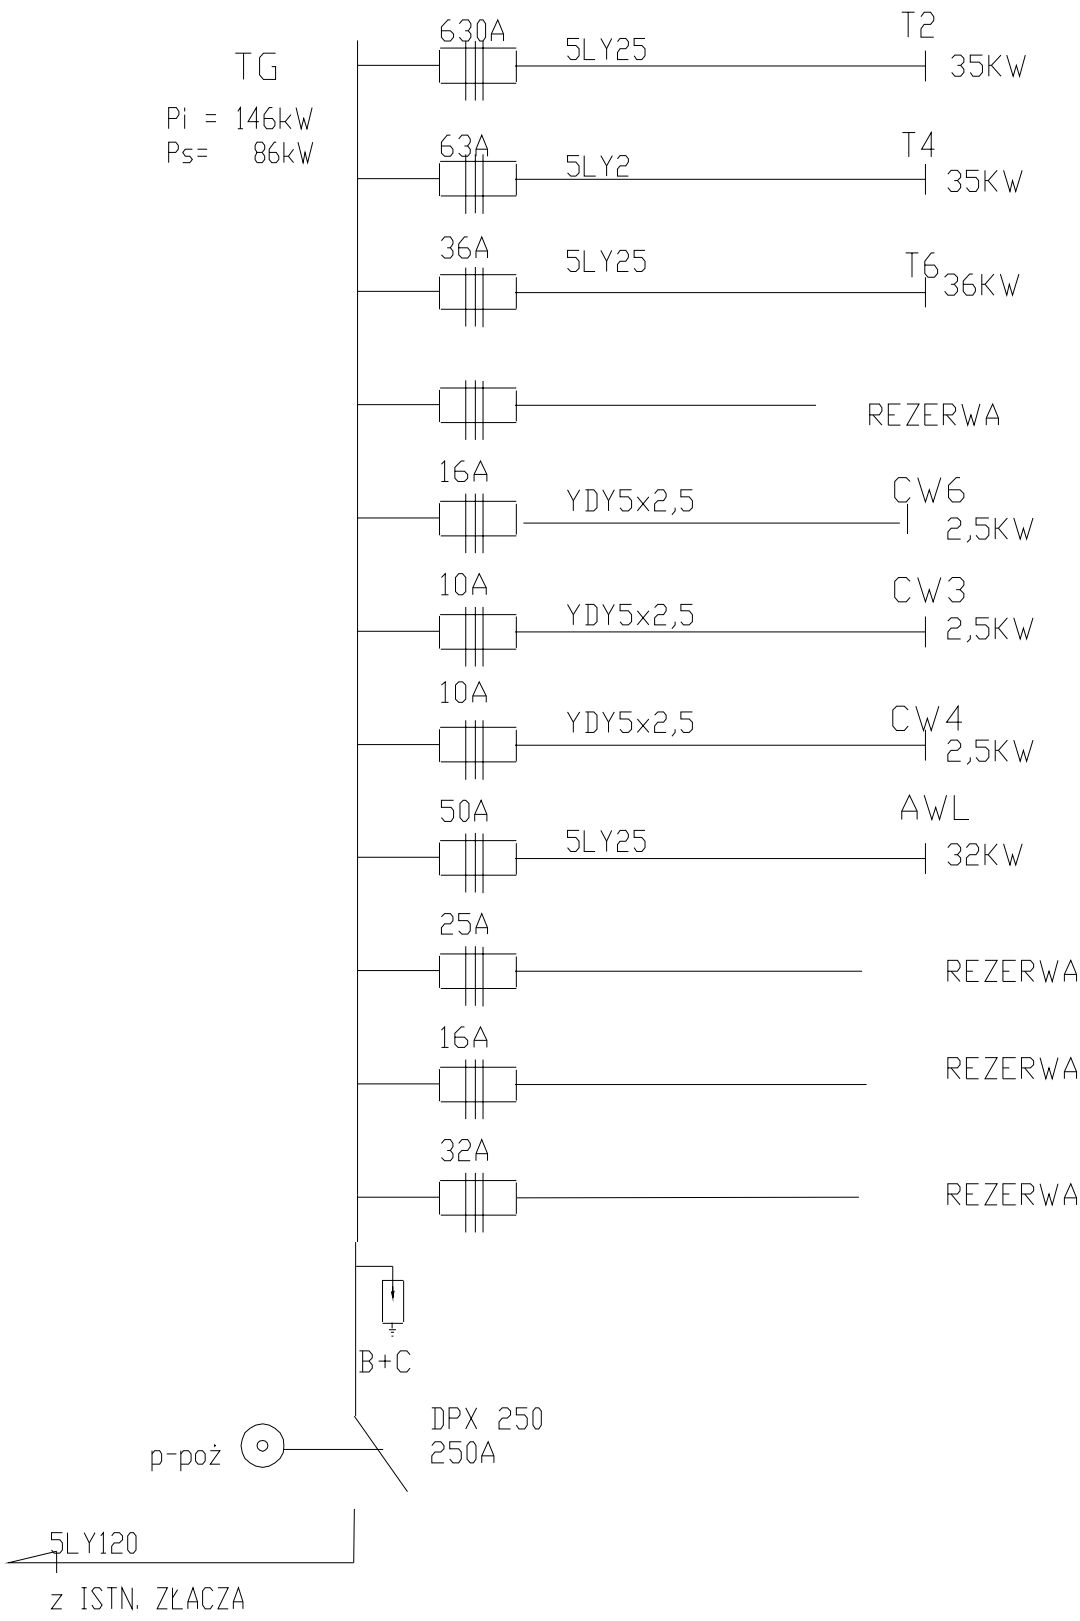 TG
Pi = 146kW
Ps= 86kW
630A 5LY25 T2 35KW
63A 5LY2 T4 35KW
36A 5LY25 T6 36KW
REZERWA
16A YDY5x2,5 CW6 2,5KW
10A YDY5x2,5 CW3 2,5KW
10A YDY5x2,5 CW4 2,5KW
50A 5LY25 AWL 32KW
25A REZERWA
16A REZERWA
32A REZERWA
B+C
DPX 250
250A
p-poż
5LY120
z ISTN. ZŁACZA